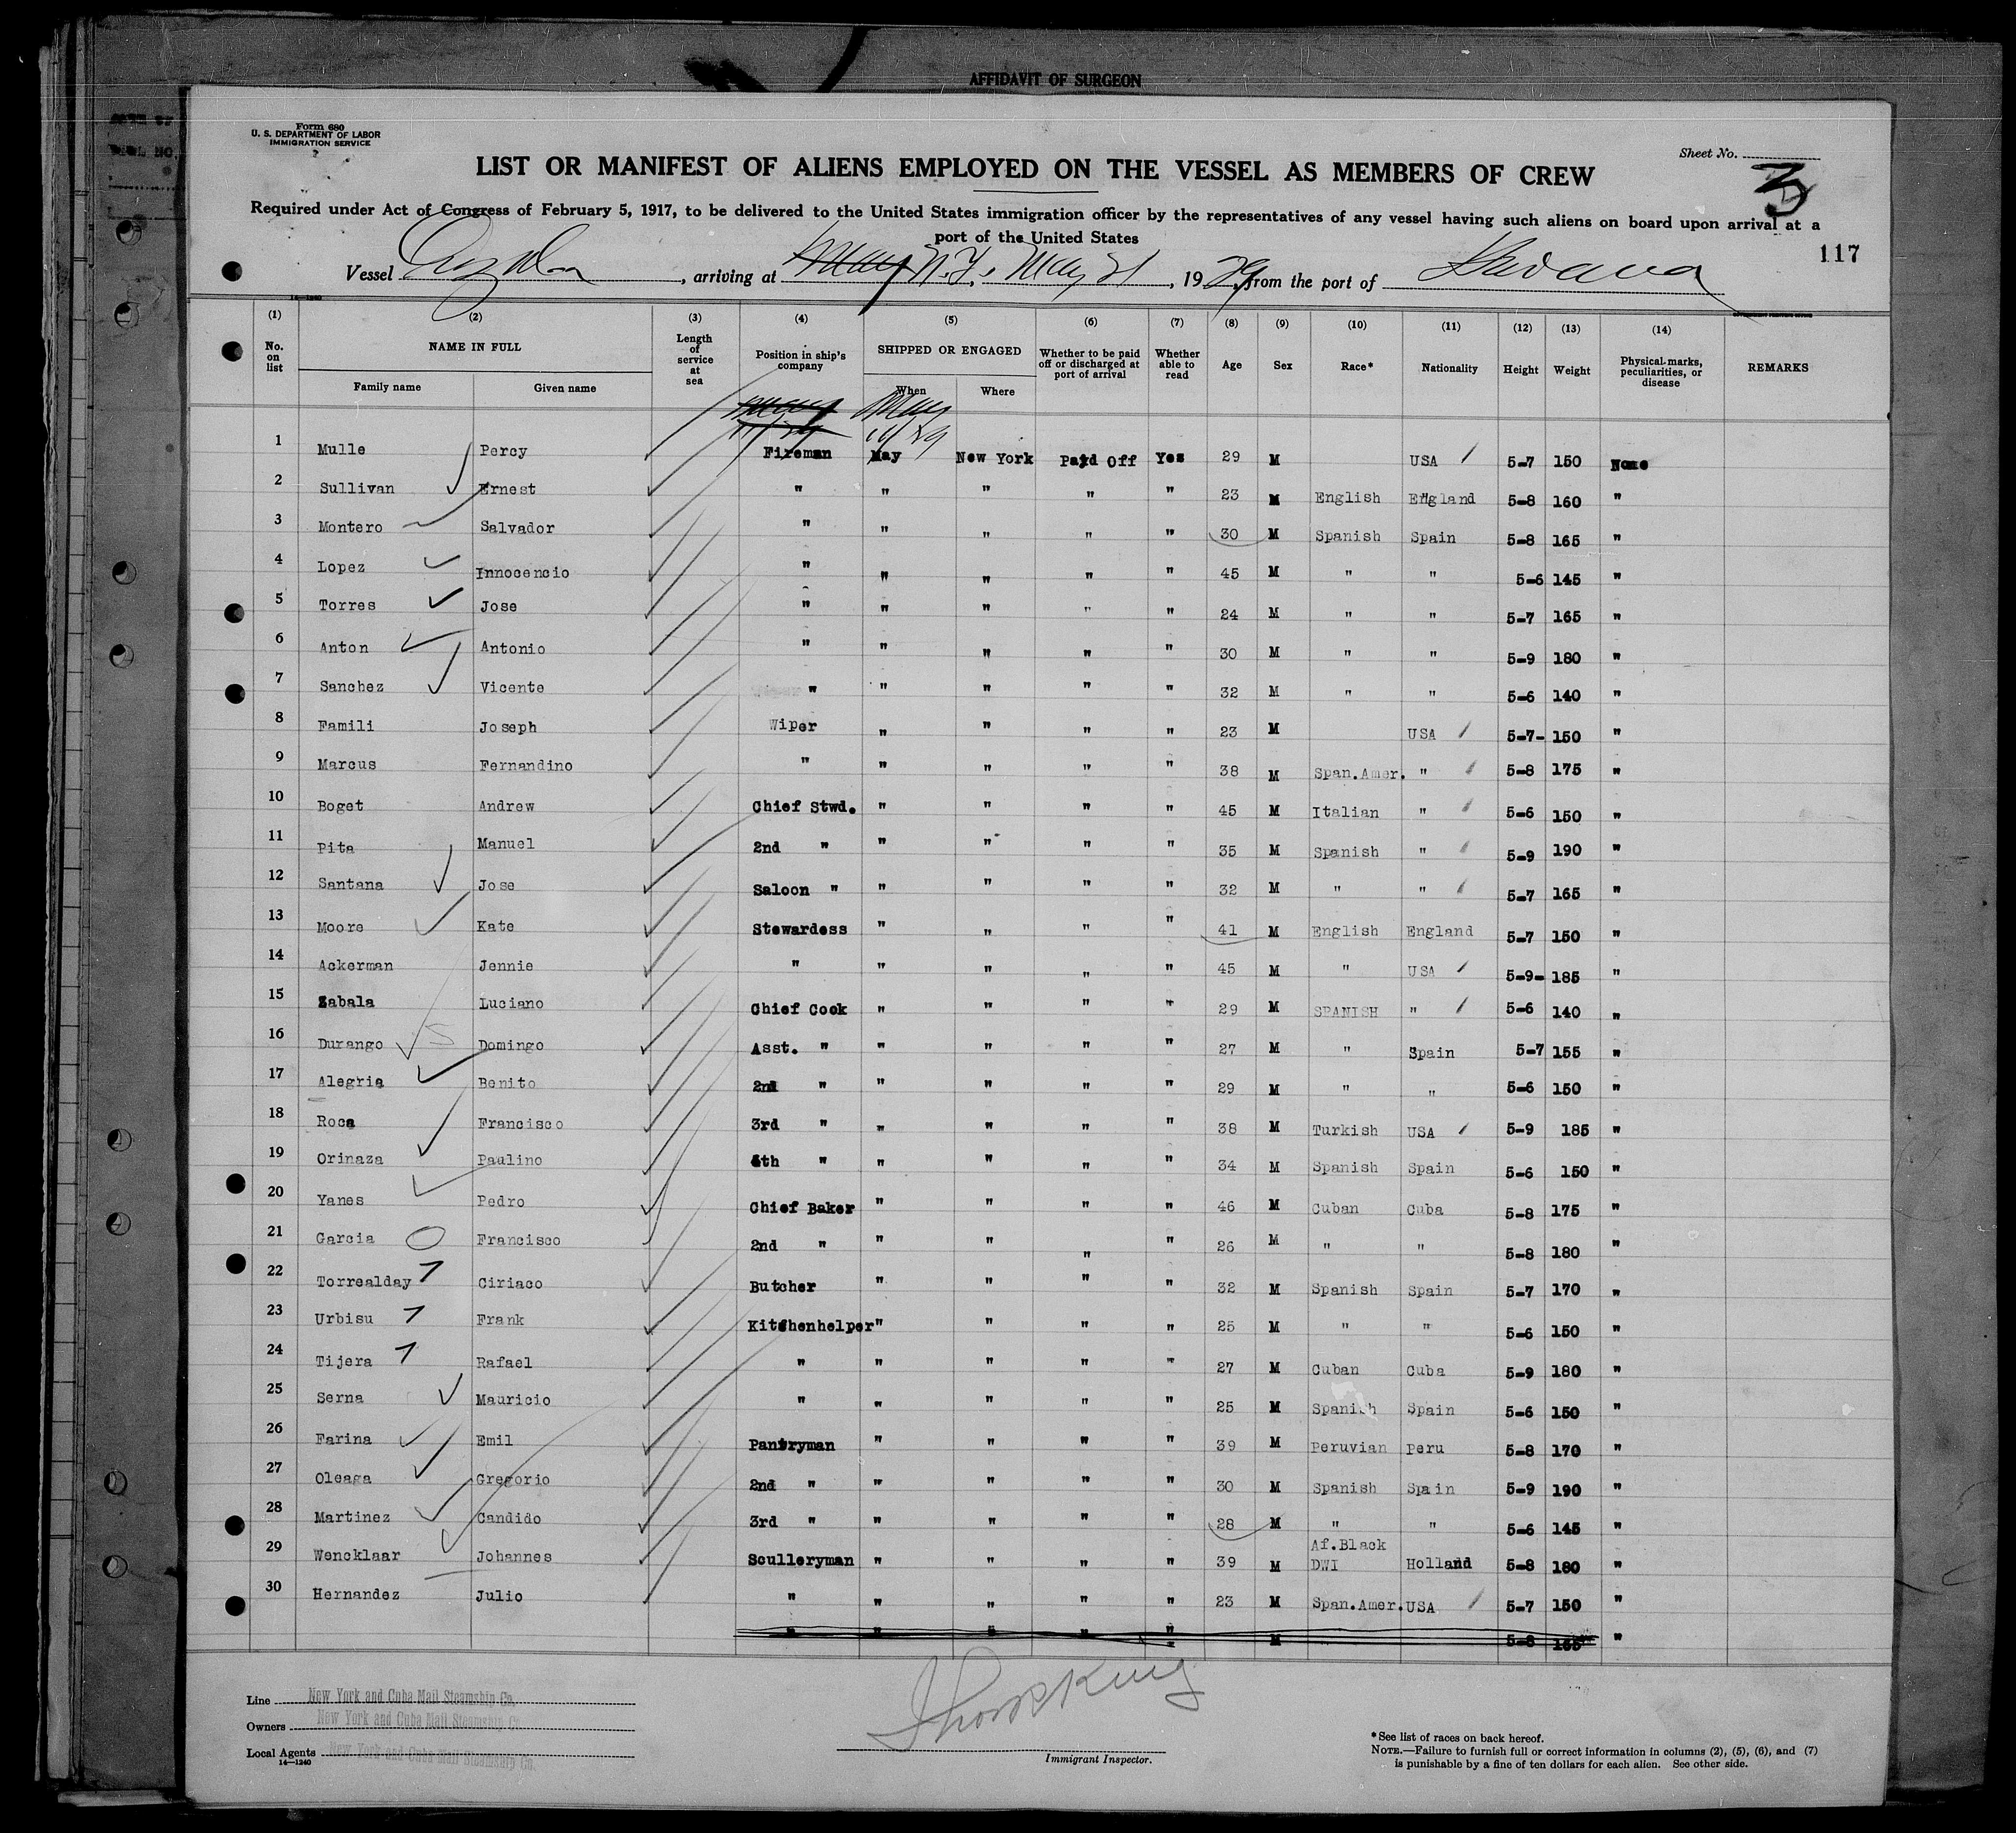 AFFIDAVIT OF SURGEON
Form 680
U. S. DEPARTMENT OF LABOR
IMMIGRATION SERVICE
Sheet No.
3
LIST OR MANIFEST OF ALIENS EMPLOYED ON THE VESSEL AS MEMBERS OF CREW
Required under Act of Congress of February 5, 1917, to be delivered to the United States immigration officer by the representatives of any vessel having such aliens on board upon arrival at a
port of the United States
117
Vessel Orizaba, arriving at N.Y., May 21, 1929, from the port of Havana
14—1240
(1) (2) (3) (4) (5) (6) (7) (8) (9) (10) (11) (12) (13) (14)
No. on list NAME IN FULL Family name Given name Length of service at sea Position in ship's company SHIPPED OR ENGAGED When Where Whether to be paid off or discharged at port of arrival Whether able to read Age Sex Race* Nationality Height Weight Physical marks, peculiarities, or disease REMARKS
May
1 Mulle Percy Fireman May New York Paid Off Yes 29 M USA 5-7 150 None
2 Sullivan Ernest " " " " " 23 M English England 5-8 160 "
3 Montero Salvador " " " " " 30 M Spanish Spain 5-8 165 "
4 Lopez Innocencio " " " " " 45 M " " 5-6 145 "
5 Torres Jose " " " " " 24 M " " 5-7 165 "
6 Anton Antonio " " " " " 30 M " " 5-9 180 "
7 Sanchez Vicente " " " " " 32 M " " 5-6 140 "
8 Famili Joseph Wiper " " " " 23 M USA 5-7- 150 "
9 Marcus Fernandino " " " " " 38 M Span.Amer. " 5-8 175 "
10 Boget Andrew Chief Stwd. " " " " 45 M Italian " 5-6 150 "
11 Pita Manuel 2nd " " " " " 35 M Spanish " 5-9 190 "
12 Santana Jose Saloon " " " " " 32 M " " 5-7 165 "
13 Moore Kate Stewardess " " " " 41 M English England 5-7 150 "
14 Ackerman Jennie " " " " " 45 M " USA 5-9- 185 "
15 Zabala Luciano Chief Cook " " " " 29 M SPANISH " 5-6 140 "
16 Durango Domingo Asst. " " " " " 27 M " Spain 5-7 155 "
17 Alegria Benito 2nd " " " " " 29 M " " 5-6 150 "
18 Roca Francisco 3rd " " " " " 38 M Turkish USA 5-9 185 "
19 Orinaza Paulino 4th " " " " " 34 M Spanish Spain 5-6 150 "
20 Yanes Pedro Chief Baker " " " " 46 M Cuban Cuba 5-8 175 "
21 Garcia Francisco 2nd " " " " " 26 M " " 5-8 180 "
22 Torrealday Ciriaco Butcher " " " " 32 M Spanish Spain 5-7 170 "
23 Urbisu Frank Kitchenhelper " " " " 25 M " " 5-6 150 "
24 Tijera Rafael " " " " " 27 M Cuban Cuba 5-9 180 "
25 Serna Mauricio " " " " " 25 M Spanish Spain 5-6 150 "
26 Farina Emil Pantryman " " " " 39 M Peruvian Peru 5-8 170 "
27 Oleaga Gregorio 2nd " " " " " 30 M Spanish Spain 5-9 190 "
28 Martinez Candido 3rd " " " " " 28 M " " 5-6 145 "
29 Wencklaar Johannes Sculleryman " " " " 39 M Af.Black DWI Holland 5-8 180 "
30 Hernandez Julio " " " " " 23 M Span.Amer. USA 5-7 150 "
" " " " " M 5-8 165 "
Line New York and Cuba Mail Steamship Co.
Owners New York and Cuba Mail Steamship Co.
Local Agents New York and Cuba Mail Steamship Co.
14—1240
Immigrant Inspector.
*See list of races on back hereof.
NOTE.—Failure to furnish full or correct information in columns (2), (5), (6), and (7)
is punishable by a fine of ten dollars for each alien. See other side.